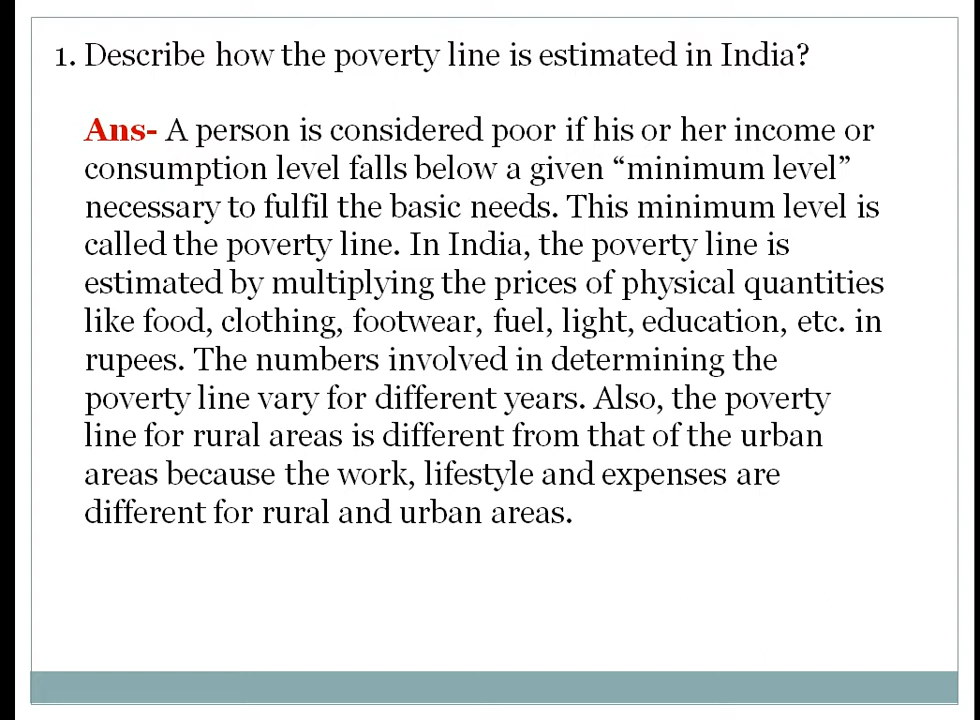 1. Describe how the poverty line is estimated in India?
Ans- A person is considered poor if his or her income or
consumption level falls below a given “minimum level”
necessary to fulfil the basic needs. This minimum level is
called the poverty line. In India, the poverty line is
estimated by multiplying the prices of physical quantities
like food, clothing, footwear, fuel, light, education, etc. in
rupees. The numbers involved in determining the
poverty line vary for different years. Also, the poverty
line for rural areas is different from that of the urban
areas because the work, lifestyle and expenses are
different for rural and urban areas.